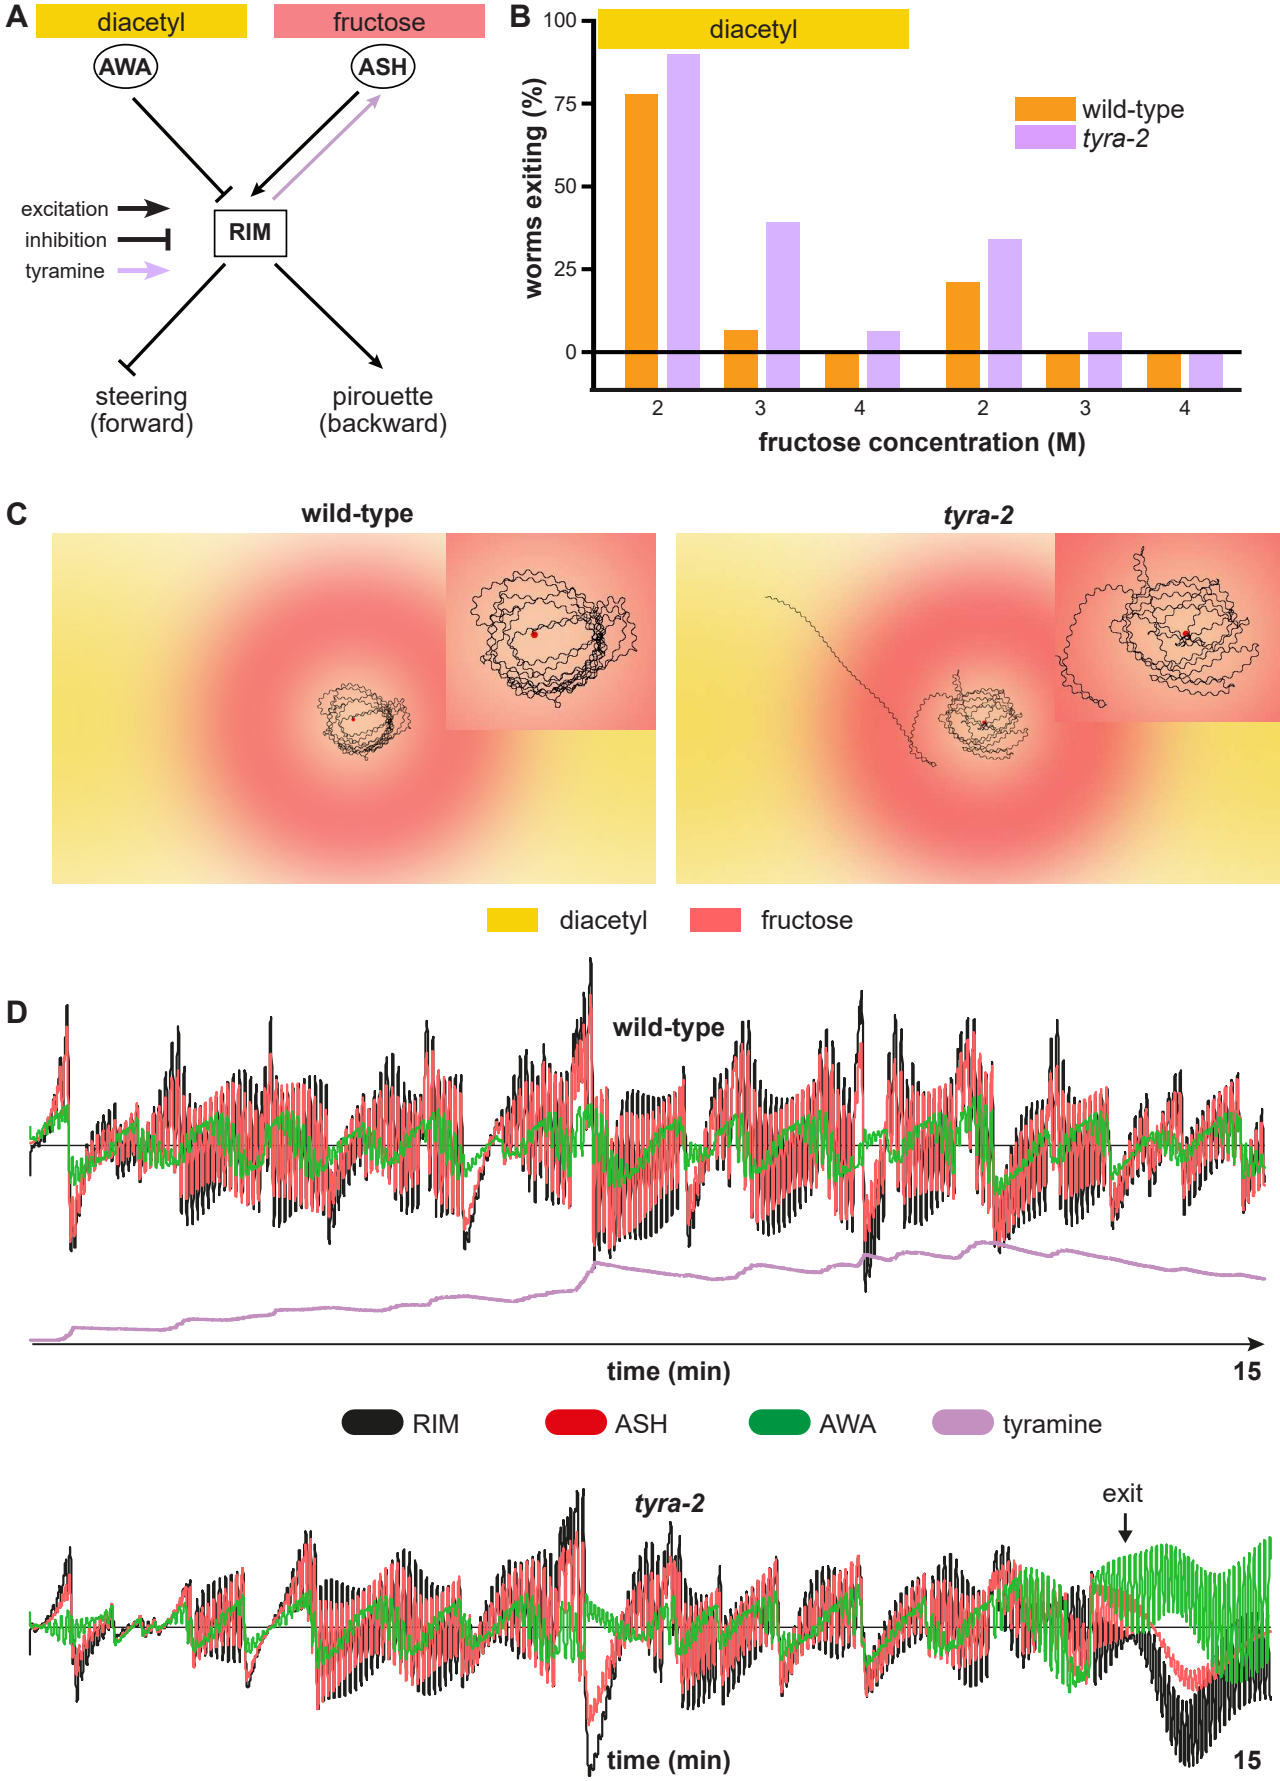 A
diacetyl
fructose
AWA
ASH
excitation
inhibition
tyramine
RIM
steering
(forward)
pirouette
(backward)
B
diacetyl
worms exiting (%)
100
75
50
25
0
wild-type
tyra-2
2
3
4
2
3
4
fructose concentration (M)
C
wild-type
tyra-2
diacetyl
fructose
D
wild-type
time (min)
15
RIM
ASH
AWA
tyramine
tyra-2
exit
time (min)
15